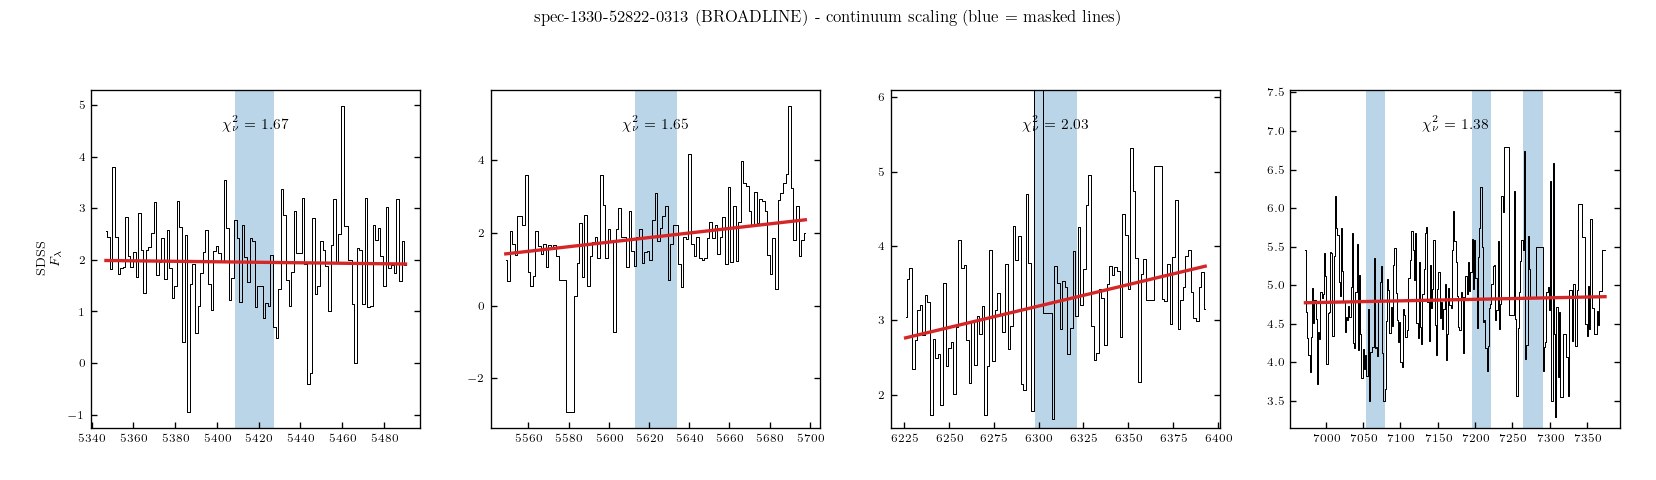 spec-1330-52822-0313 (BROADLINE) - continuum scaling (blue = masked lines)
SDSS
Fλ
5
4
3
2
1
0
−1
5340 5360 5380 5400 5420 5440 5460 5480
χ²ν = 1.67
4
2
0
−2
5560 5580 5600 5620 5640 5660 5680 5700
χ²ν = 1.65
6
5
4
3
2
6225 6250 6275 6300 6325 6350 6375 6400
χ²ν = 2.03
7.5
7.0
6.5
6.0
5.5
5.0
4.5
4.0
3.5
7000 7050 7100 7150 7200 7250 7300 7350
χ²ν = 1.38